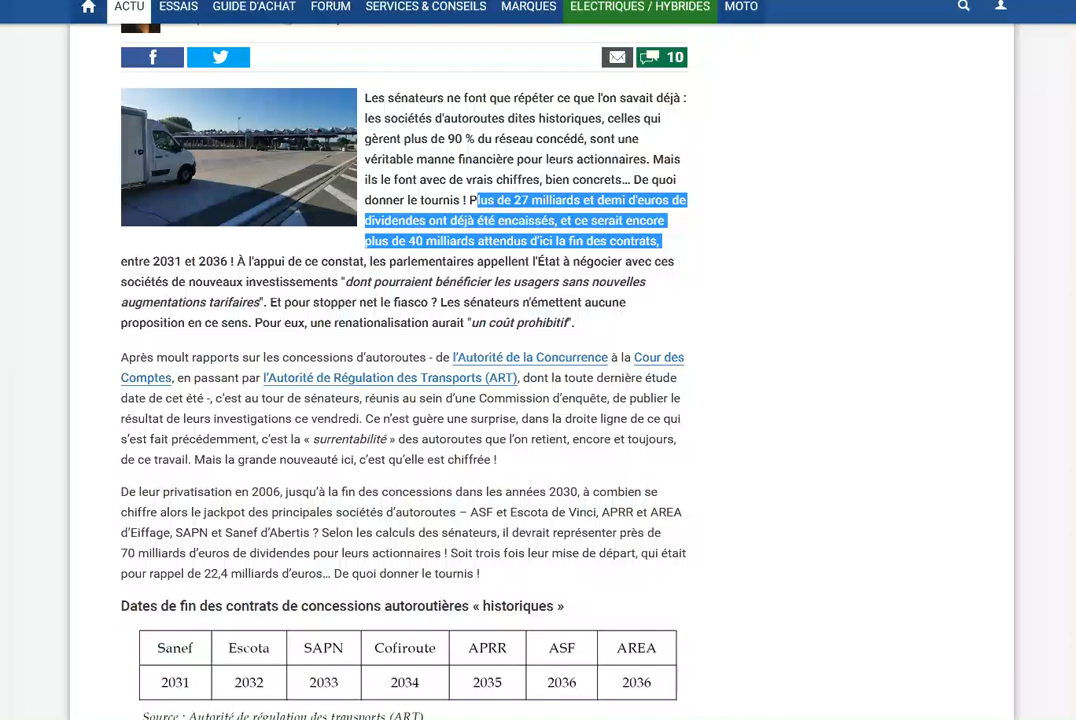 ACTU ESSAIS GUIDE D'ACHAT FORUM SERVICES & CONSEILS MARQUES ÉLECTRIQUES / HYBRIDES MOTO
10
Les sénateurs ne font que répéter ce que l'on savait déjà :
les sociétés d'autoroutes dites historiques, celles qui
gèrent plus de 90 % du réseau concédé, sont une
véritable manne financière pour leurs actionnaires. Mais
ils le font avec de vrais chiffres, bien concrets… De quoi
donner le tournis ! Plus de 27 milliards et demi d'euros de
dividendes ont déjà été encaissés, et ce serait encore
plus de 40 milliards attendus d'ici la fin des contrats,
entre 2031 et 2036 ! À l'appui de ce constat, les parlementaires appellent l'État à négocier avec ces
sociétés de nouveaux investissements "dont pourraient bénéficier les usagers sans nouvelles
augmentations tarifaires". Et pour stopper net le fiasco ? Les sénateurs n'émettent aucune
proposition en ce sens. Pour eux, une renationalisation aurait "un coût prohibitif".
Après moult rapports sur les concessions d’autoroutes - de l’Autorité de la Concurrence à la Cour des
Comptes, en passant par l’Autorité de Régulation des Transports (ART), dont la toute dernière étude
date de cet été -, c’est au tour de sénateurs, réunis au sein d’une Commission d’enquête, de publier le
résultat de leurs investigations ce vendredi. Ce n’est guère une surprise, dans la droite ligne de ce qui
s’est fait précédemment, c’est la « surrentabilité » des autoroutes que l’on retient, encore et toujours,
de ce travail. Mais la grande nouveauté ici, c’est qu’elle est chiffrée !
De leur privatisation en 2006, jusqu’à la fin des concessions dans les années 2030, à combien se
chiffre alors le jackpot des principales sociétés d’autoroutes – ASF et Escota de Vinci, APRR et AREA
d’Eiffage, SAPN et Sanef d’Abertis ? Selon les calculs des sénateurs, il devrait représenter près de
70 milliards d’euros de dividendes pour leurs actionnaires ! Soit trois fois leur mise de départ, qui était
pour rappel de 22,4 milliards d’euros… De quoi donner le tournis !
Dates de fin des contrats de concessions autoroutières « historiques »
Sanef Escota SAPN Cofiroute APRR ASF AREA
2031 2032 2033 2034 2035 2036 2036
Source : Autorité de régulation des transports (ART)